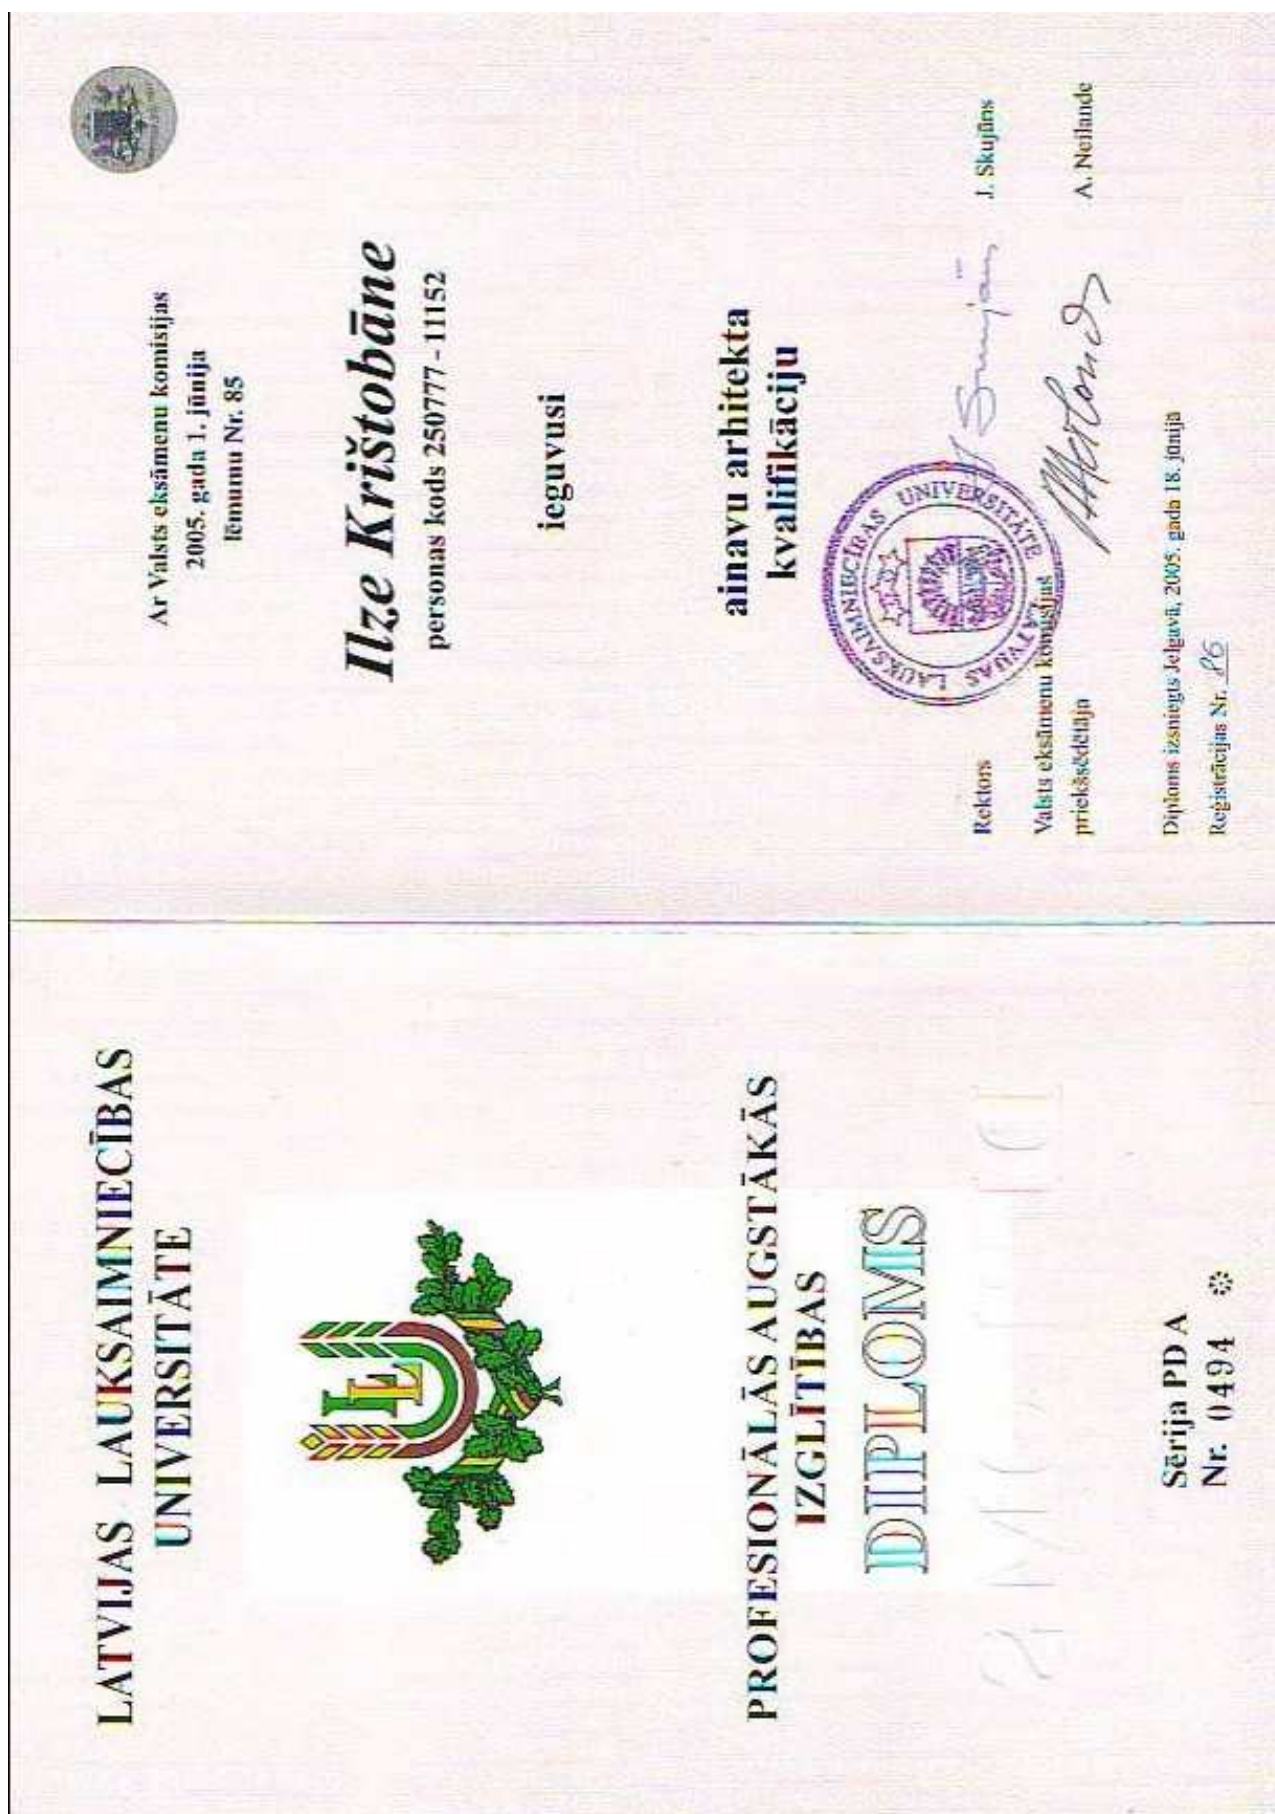 LATVIJAS LAUKSAIMNIECĪBAS
UNIVERSITĀTE
LE
PROFESIONĀLĀS AUGSTĀKĀS
IZGLĪTĪBAS
DIPLOMS
Sērija PD A
Nr. 0494
Ar Valsts eksāmenu komisijas
2005. gada 1. jūnija
lēmumu Nr. 85
Ilze Krištobāne
personas kods 250777 - 11152
ieguvusi
ainavu arhitekta
kvalifikāciju
LATVIJAS LAUKSAIMNIECĪBAS UNIVERSITĀTE
Rektors J. Skujāns
Valsts eksāmenu komisijas
priekšsēdētāja A. Neilande
Diploms izsniegts Jelgavā, 2005. gada 18. jūnijā
Reģistrācijas Nr. 86